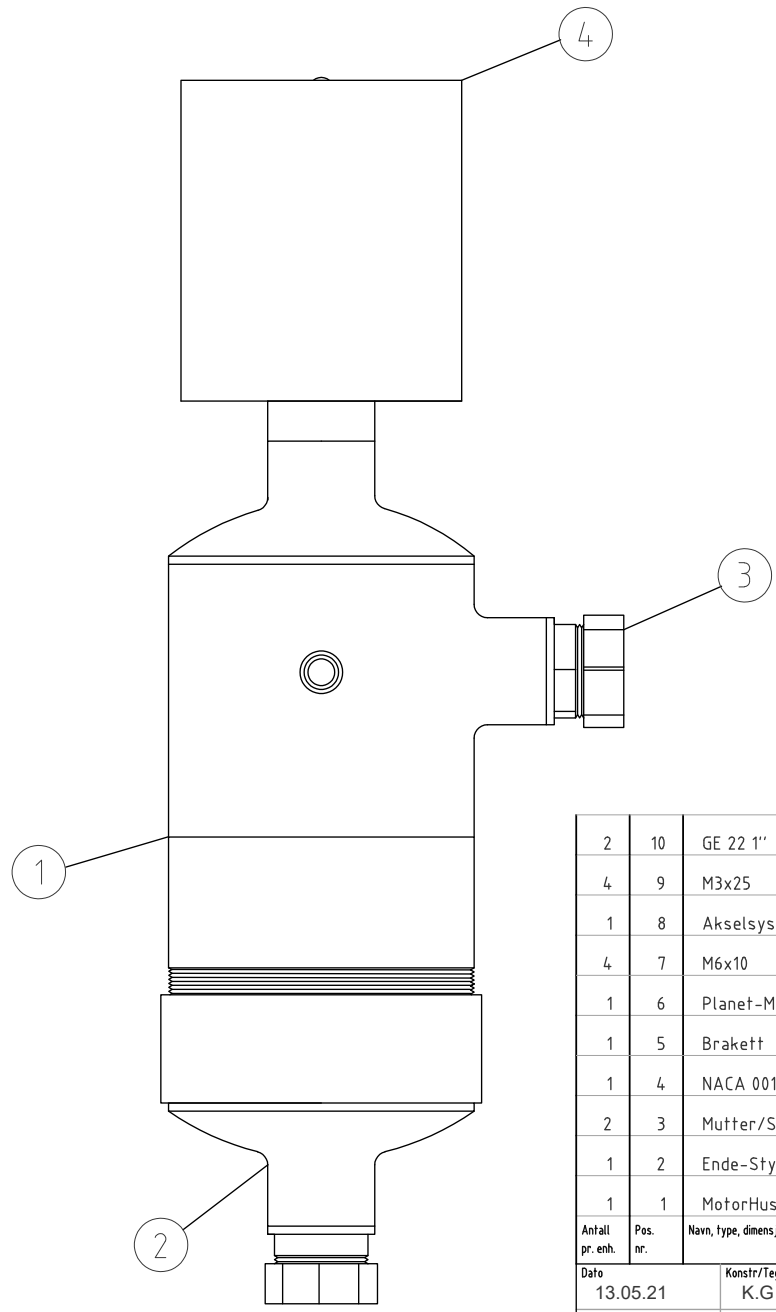 4
3
1
2
2 10 GE 22 1''
4 9 M3x25
1 8 Akselsys
4 7 M6x10
1 6 Planet-M
1 5 Brakett
1 4 NACA 001
2 3 Mutter/S
1 2 Ende-Sty
1 1 MotorHus
Antall Pos. Navn, type, dimens,
pr. enh. nr.
Dato Konstr/Te
13.05.21 K.G